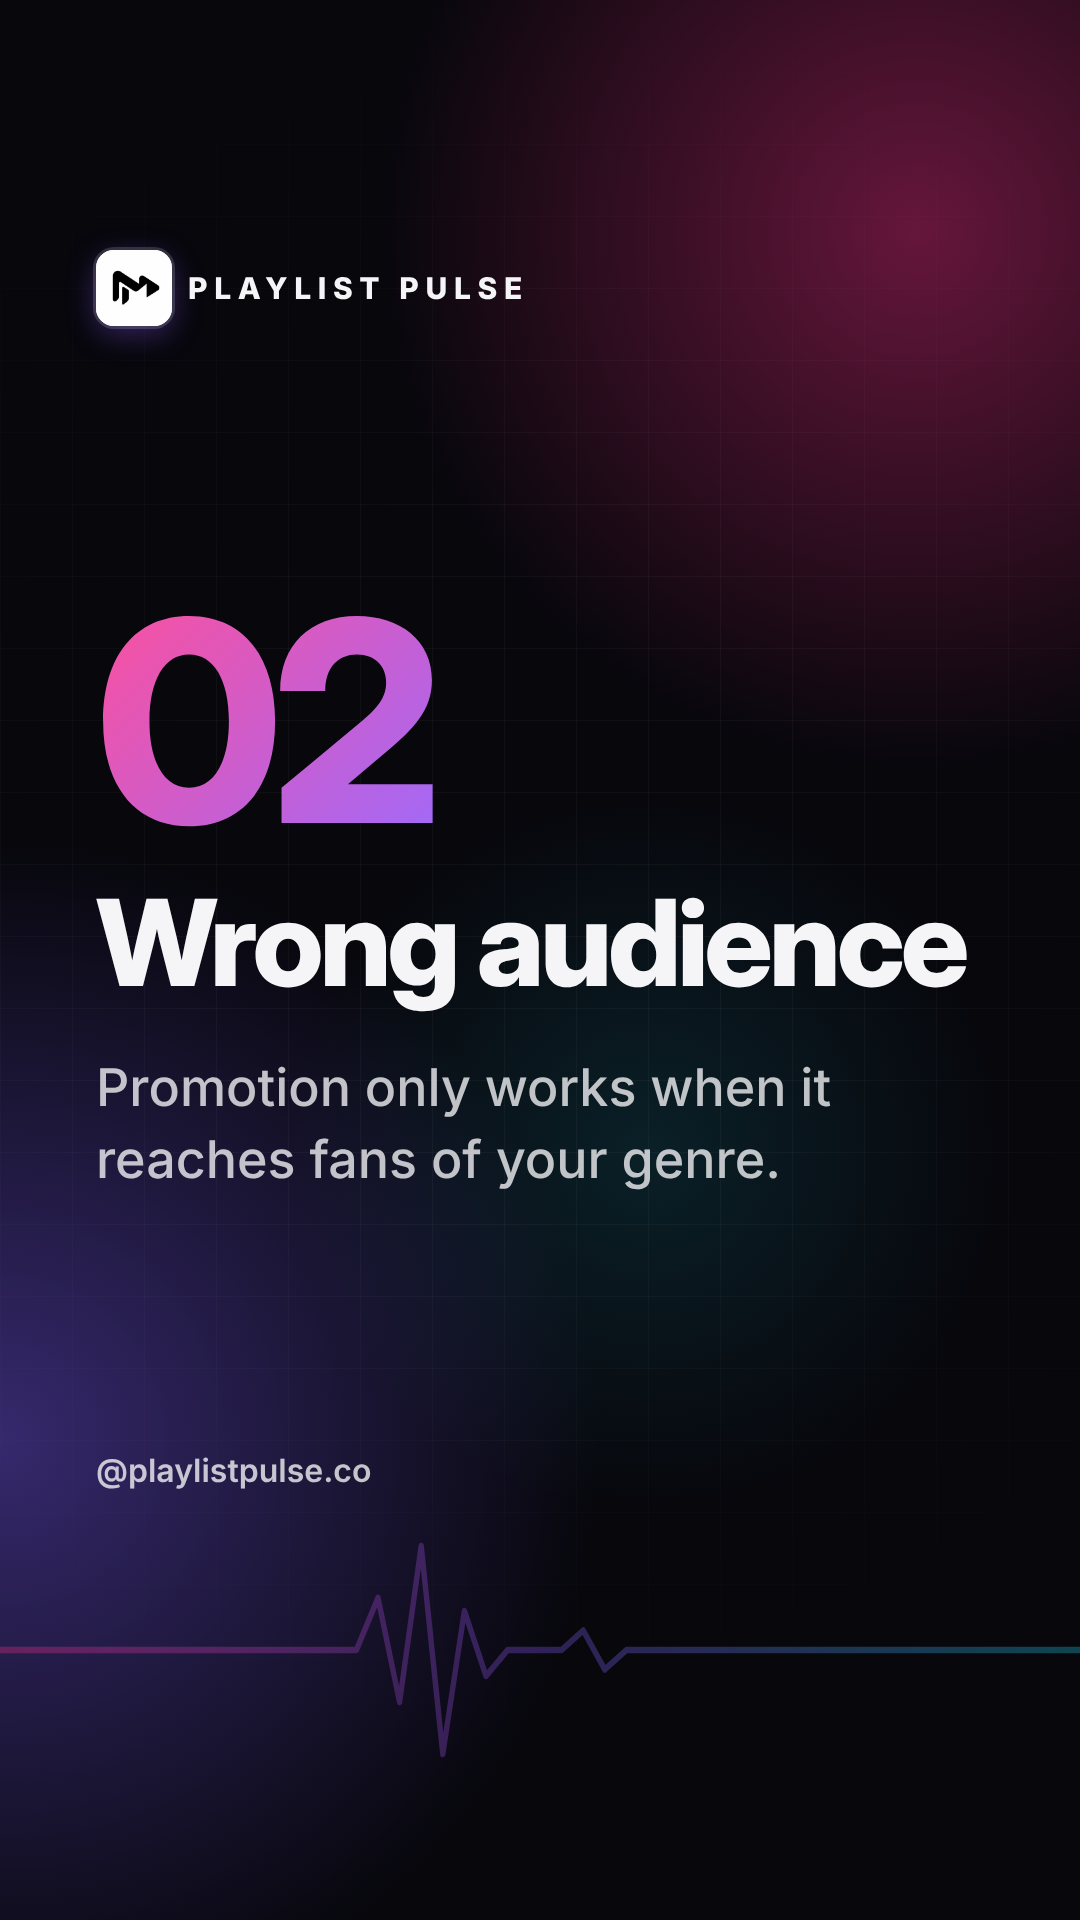 PLAYLIST PULSE
02
Wrong audience
Promotion only works when it
reaches fans of your genre.
@playlistpulse.co